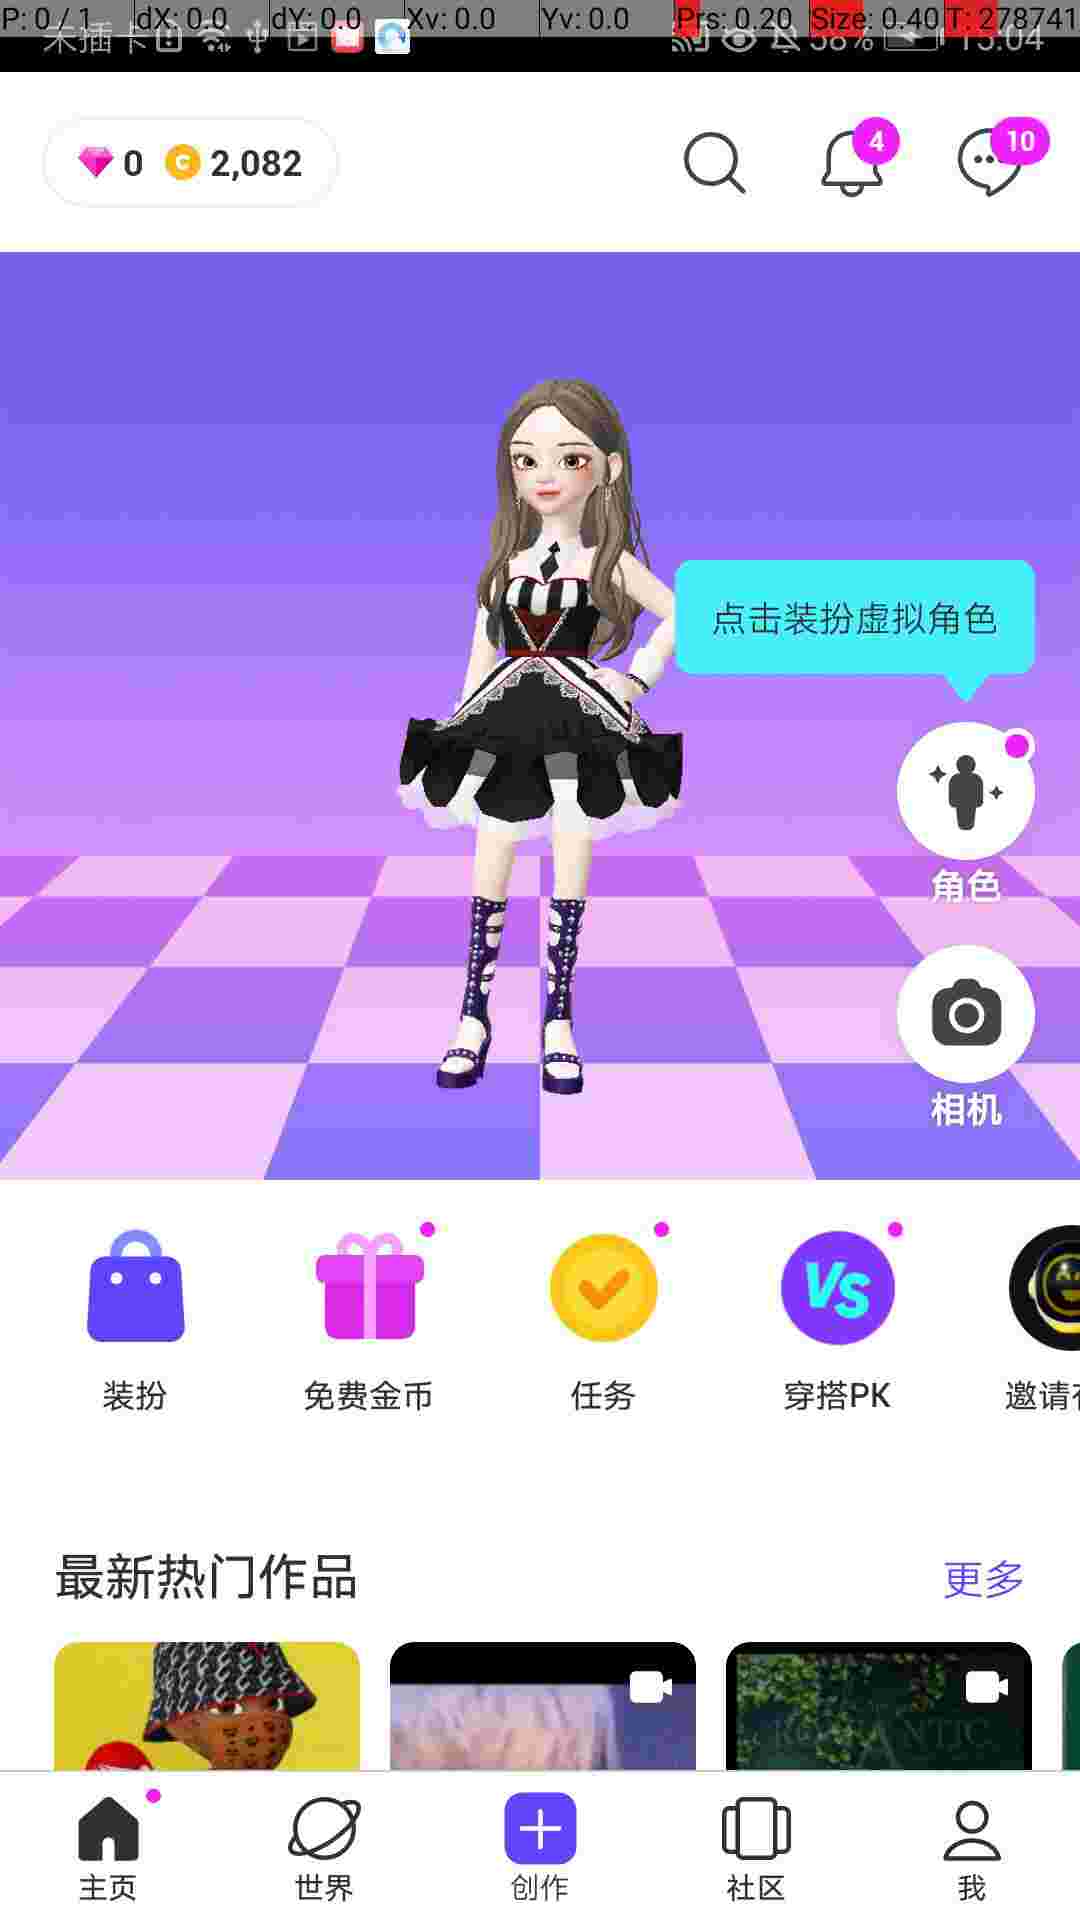 P: 0 / 1 dX: 0.0 dY: 0.0 Xv: 0.0 Yv: 0.0 Prs: 0.20 Size: 0.40 T: 278741
未插卡 58% 15:04
0 C 2,082 4 10
点击装扮虚拟角色
角色
相机
VS
装扮 免费金币 任务 穿搭PK 邀请
最新热门作品 更多
ROMANTIC
主页 世界 创作 社区 我